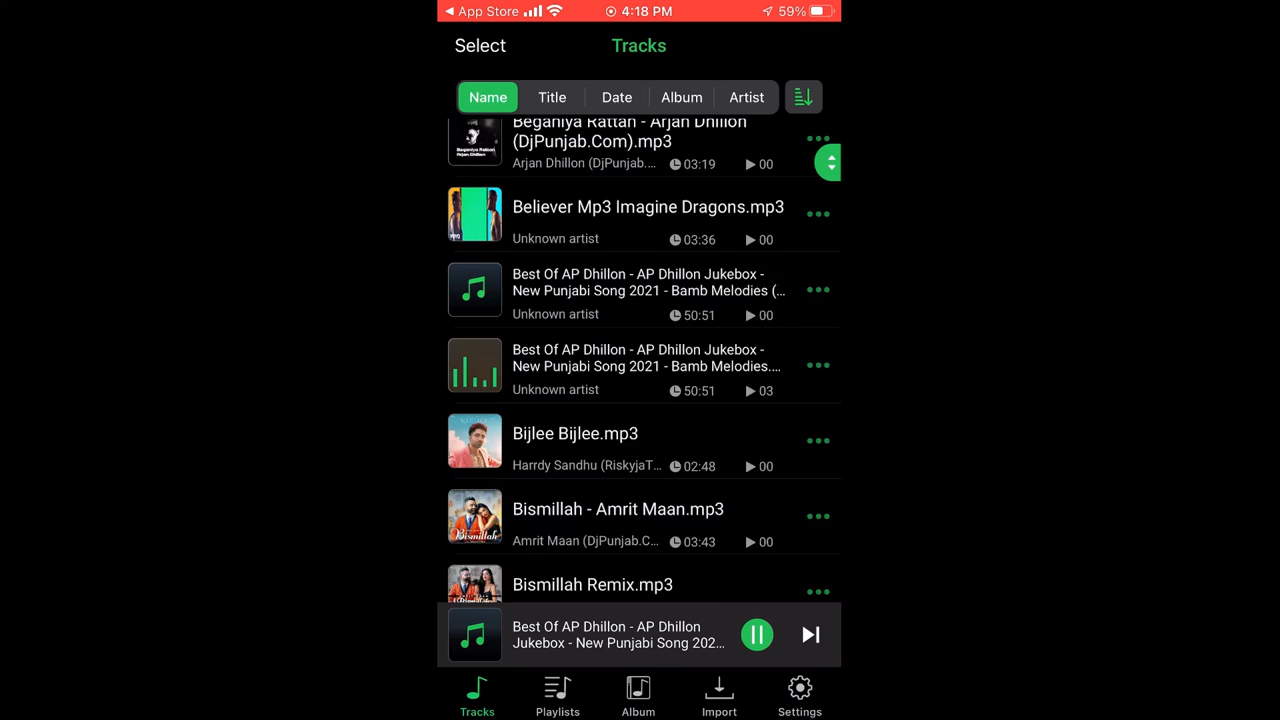 App Store 4:18 PM 59%
Select Tracks
Name Title Date Album Artist
Beganiya Rattan - Arjan Dhillon
(DjPunjab.Com).mp3
Arjan Dhillon (DjPunjab.... 03:19 00
Believer Mp3 Imagine Dragons.mp3
Unknown artist 03:36 00
Best Of AP Dhillon - AP Dhillon Jukebox -
New Punjabi Song 2021 - Bamb Melodies (...
Unknown artist 50:51 00
Best Of AP Dhillon - AP Dhillon Jukebox -
New Punjabi Song 2021 - Bamb Melodies....
Unknown artist 50:51 03
Bijlee Bijlee.mp3
Harrdy Sandhu (RiskyjaT... 02:48 00
Bismillah - Amrit Maan.mp3
Bismillah
Amrit Maan (DjPunjab.C... 03:43 00
Bismillah Remix.mp3
Best Of AP Dhillon - AP Dhillon
Jukebox - New Punjabi Song 202...
Tracks Playlists Album Import Settings